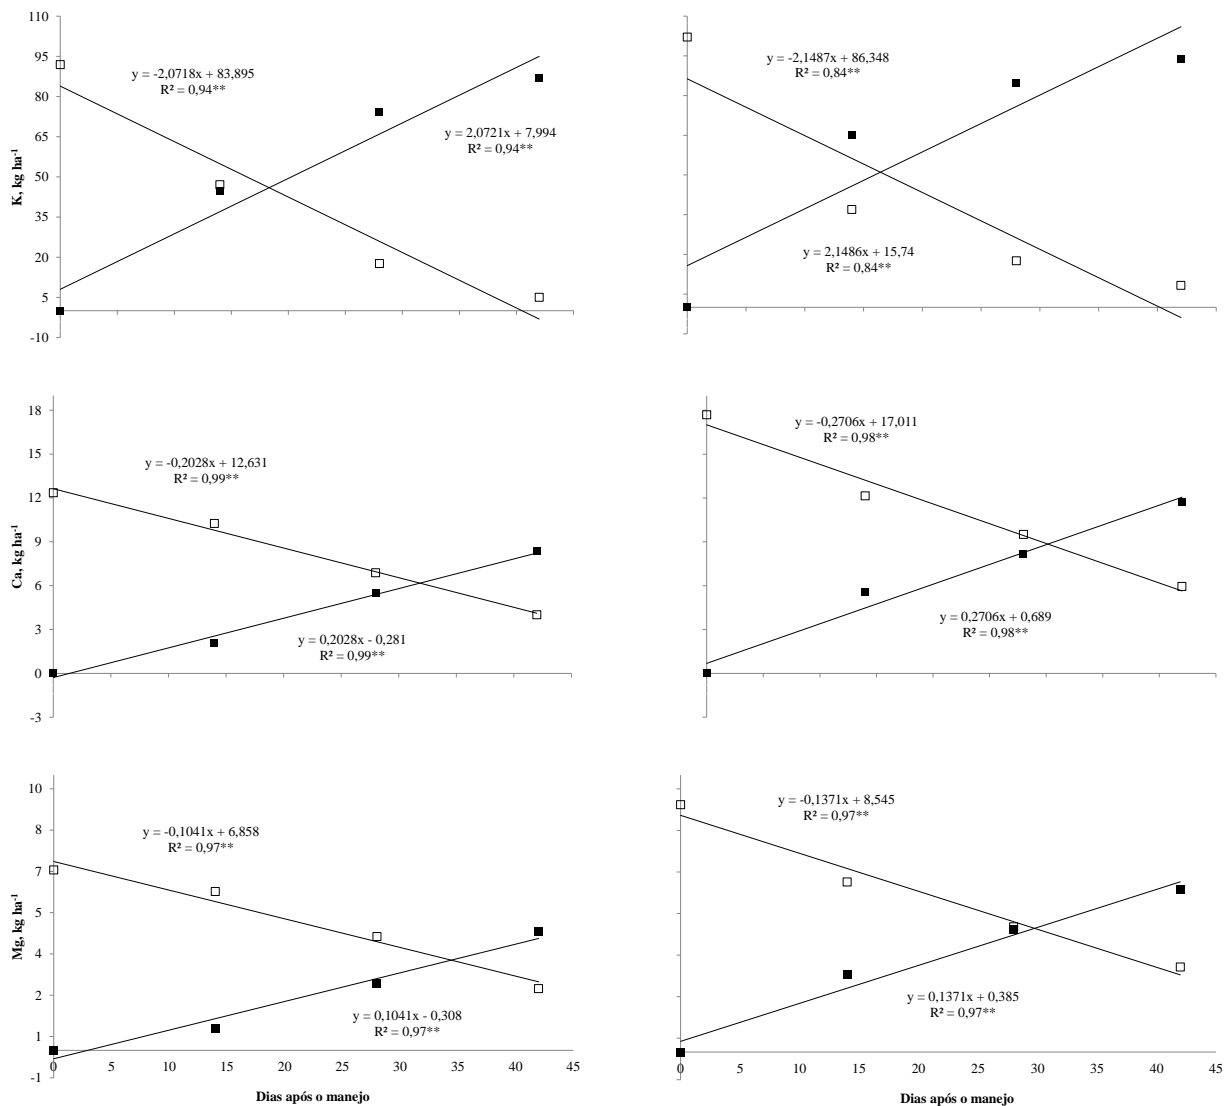 110
95
80
65
50
35
20
5
-10
K, kg ha-1
y = -2,0718x + 83,895
R² = 0,94**
y = 2,0721x + 7,994
R² = 0,94**
y = -2,1487x + 86,348
R² = 0,84**
y = 2,1486x + 15,74
R² = 0,84**
18
15
12
9
6
3
0
-3
Ca, kg ha-1
y = -0,2028x + 12,631
R² = 0,99**
y = 0,2028x - 0,281
R² = 0,99**
y = -0,2706x + 17,011
R² = 0,98**
y = 0,2706x + 0,689
R² = 0,98**
10
8
7
5
4
2
1
-1
Mg, kg ha-1
y = -0,1041x + 6,858
R² = 0,97**
y = 0,1041x - 0,308
R² = 0,97**
0 5 10 15 20 25 30 35 40 45
Dias após o manejo
y = -0,1371x + 8,545
R² = 0,97**
y = 0,1371x + 0,385
R² = 0,97**
0 5 10 15 20 25 30 35 40 45
Dias após o manejo